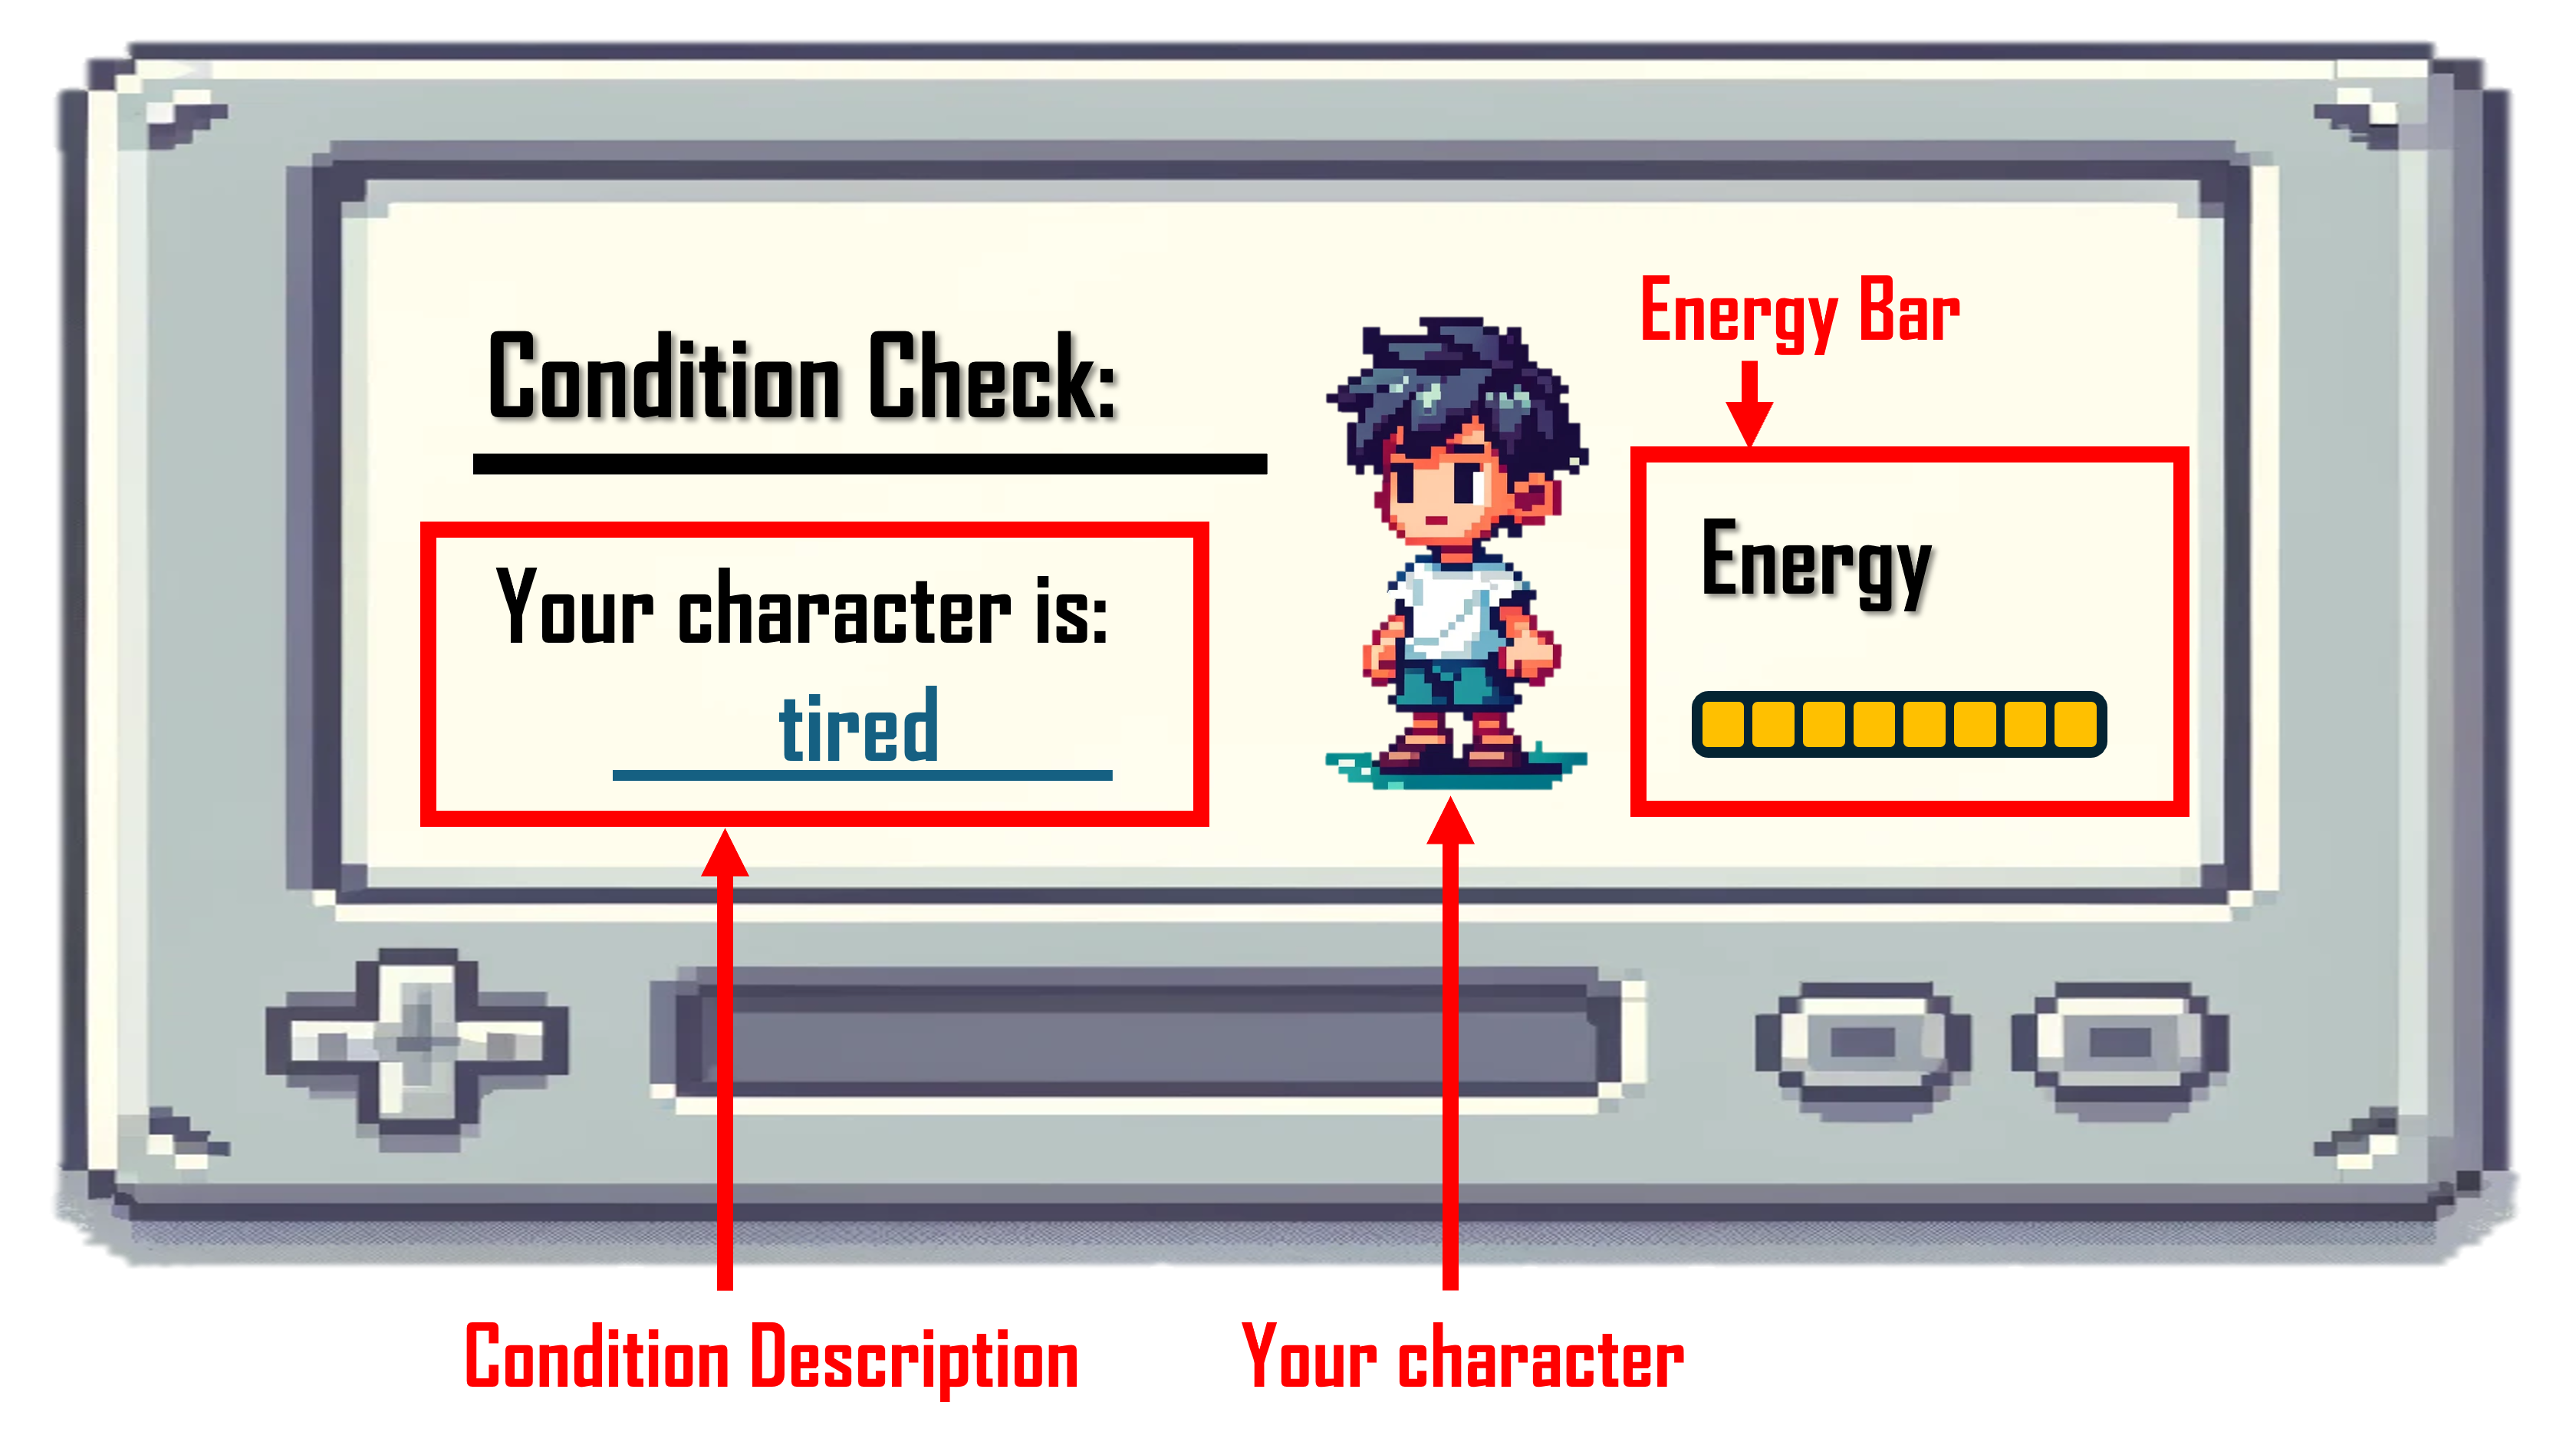 Condition Check:
Your character is:
tired
Energy Bar
Energy
Condition Description
Your character